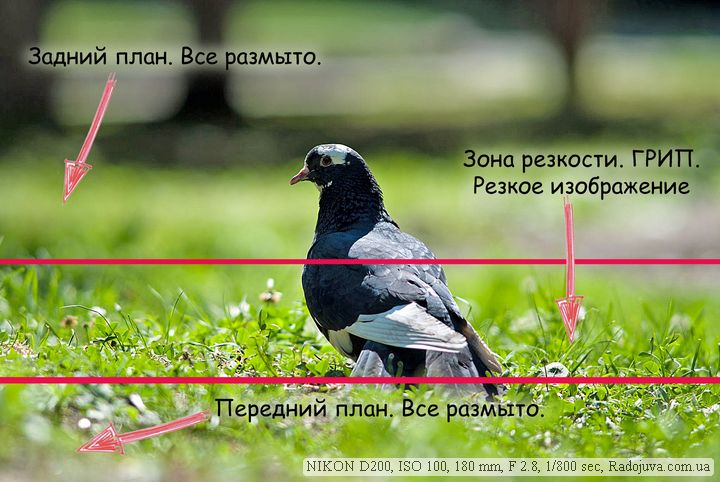 Задний план. Все размыто.
Зона резкости. ГРИП.
Резкое изображение
Передний план. Все размыто.
NIKON D200, ISO 100, 180 mm, F 2.8, 1/800 sec, Radojuva.com.ua